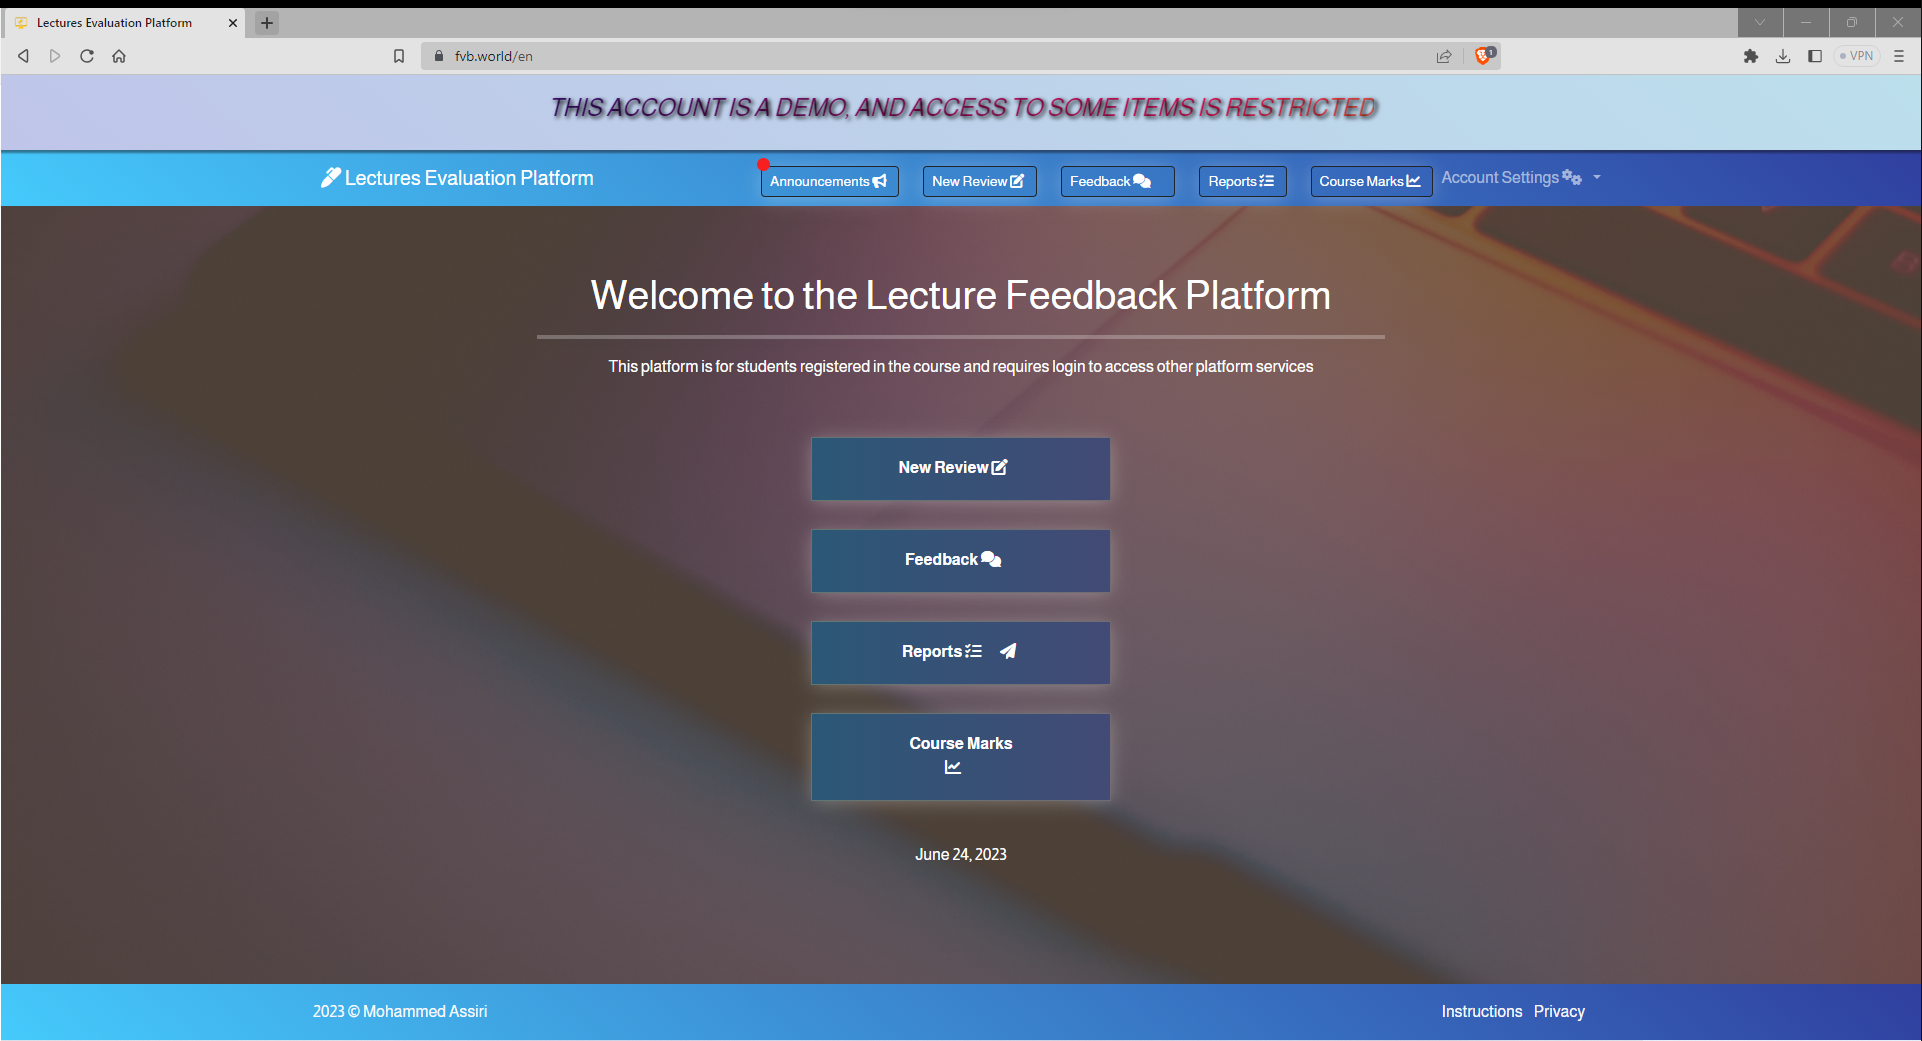 Lectures Evaluation Platform
fvb.world/en
1
VPN
THIS ACCOUNT IS A DEMO, AND ACCESS TO SOME ITEMS IS RESTRICTED
Lectures Evaluation Platform
Announcements
New Review
Feedback
Reports
Course Marks
Account Settings
Welcome to the Lecture Feedback Platform
This platform is for students registered in the course and requires login to access other platform services
New Review
Feedback
Reports
Course Marks
June 24, 2023
2023 © Mohammed Assiri
Instructions
Privacy